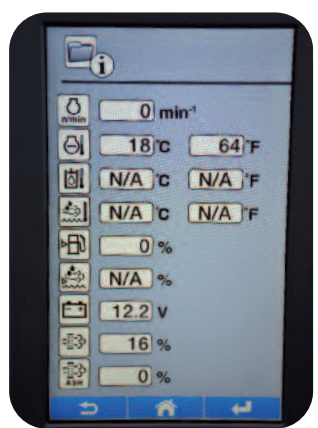 i
n/min 0 min⁻¹
18 °C 64 °F
N/A °C N/A °F
N/A °C N/A °F
0 %
N/A %
12.2 V
16 %
ASH 0 %